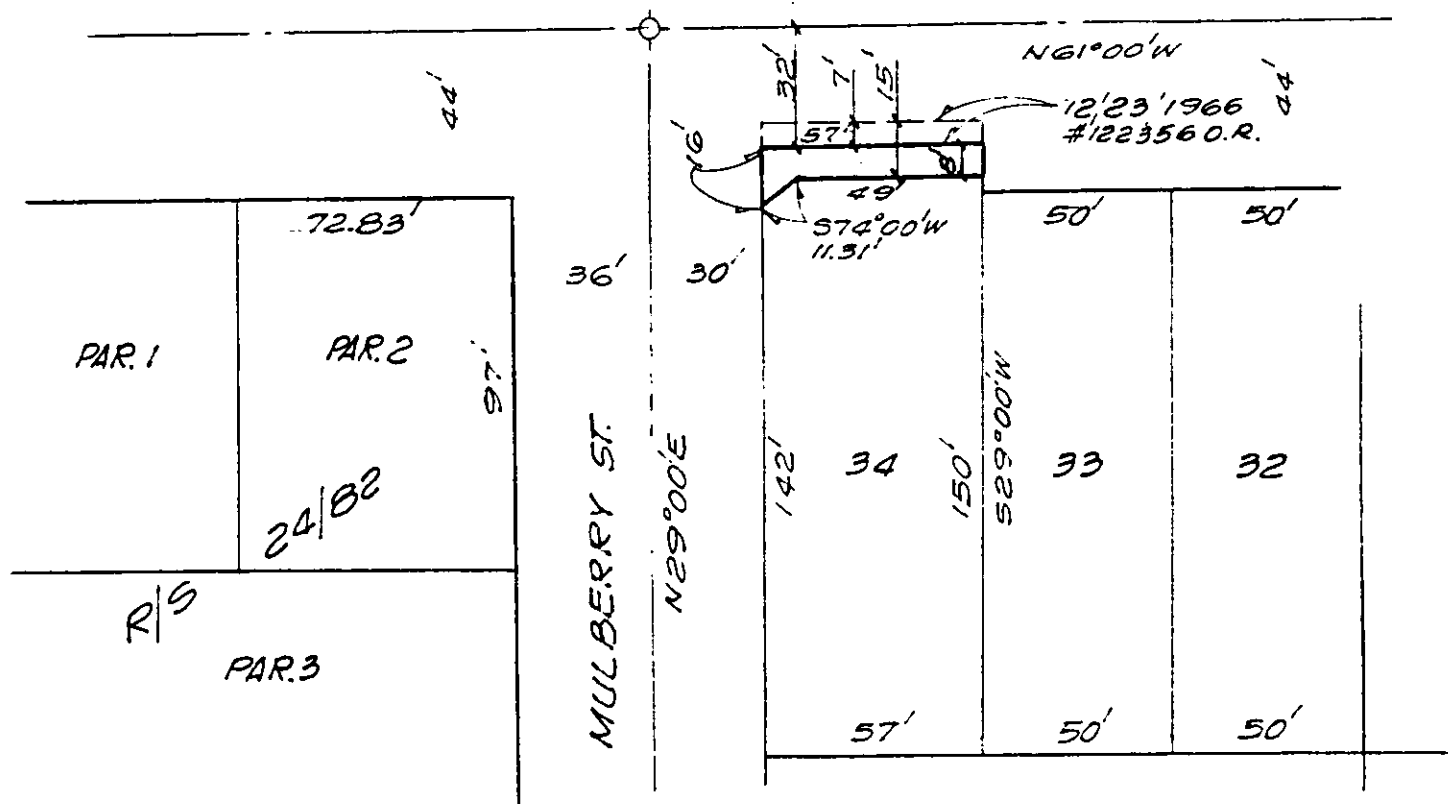 N61°00'W
44'
32'
7'
15'
44'
12'23'1966
#1223560.R.
16'
57'
8'
49'
S74°00'W
11.31'
72.83'
50'
50'
36'
30'
PAR.1
PAR.2
97'
MULBERRY ST.
N29°00'E
142'
34
150'
S29°00'W
33
32
24/82
R/S
PAR.3
57'
50'
50'